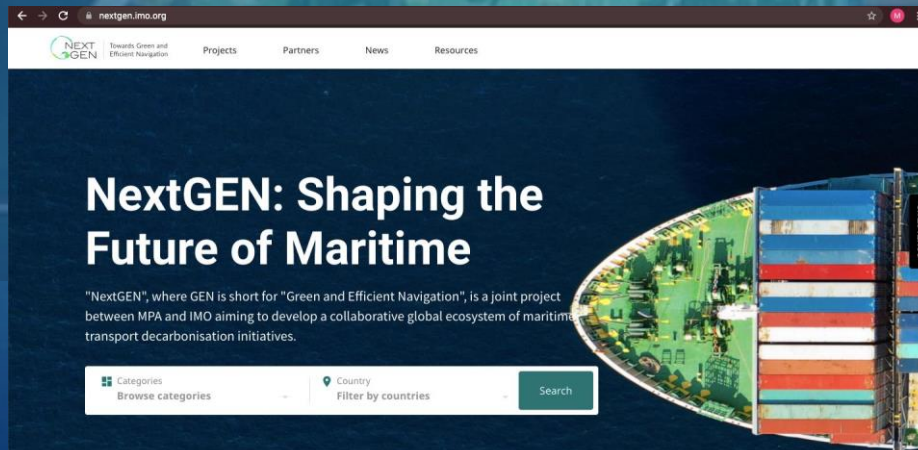 nextgen.imo.org
M
NEXT
GEN
Towards Green and
Efficient Navigation
Projects
Partners
News
Resources
NextGEN: Shaping the
Future of Maritime
"NextGEN", where GEN is short for "Green and Efficient Navigation", is a joint project
between MPA and IMO aiming to develop a collaborative global ecosystem of maritime
transport decarbonisation initiatives.
Categories
Browse categories
Country
Filter by countries
Search